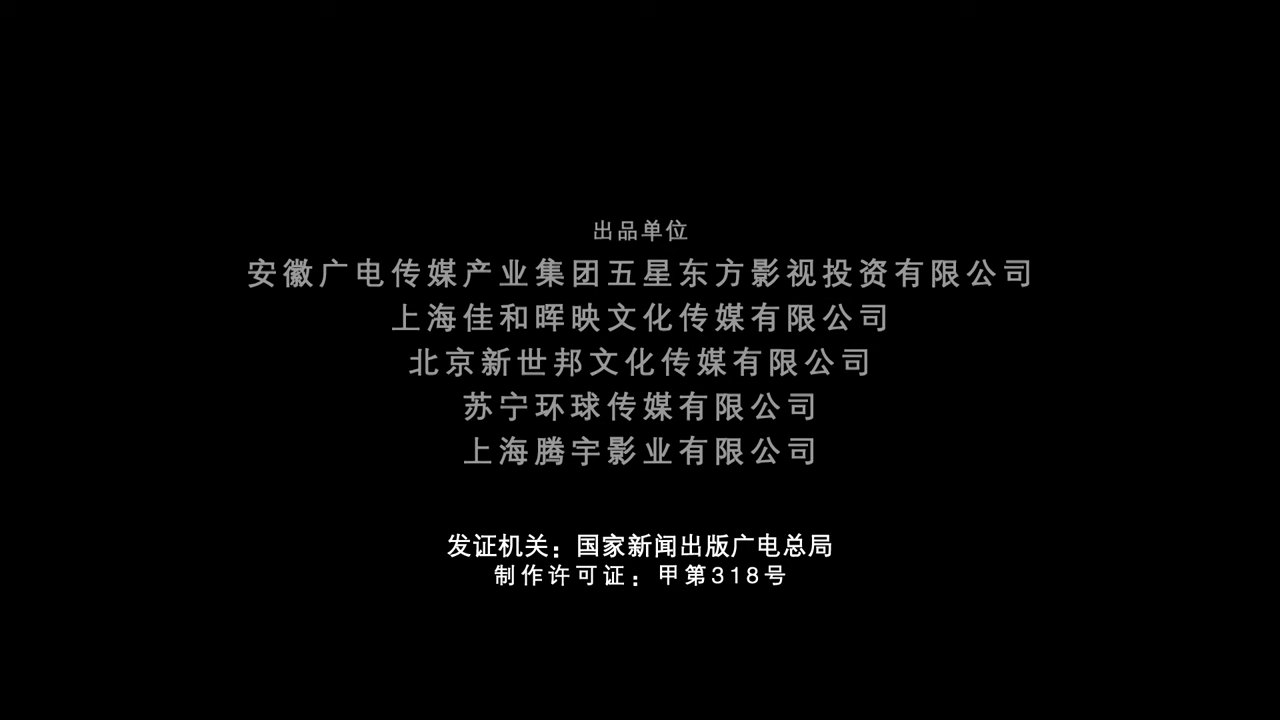 出品单位
安徽广电传媒产业集团五星东方影视投资有限公司
上海佳和晖映文化传媒有限公司
北京新世邦文化传媒有限公司
苏宁环球传媒有限公司
上海腾宇影业有限公司
发证机关：国家新闻出版广电总局
制作许可证：甲第318号